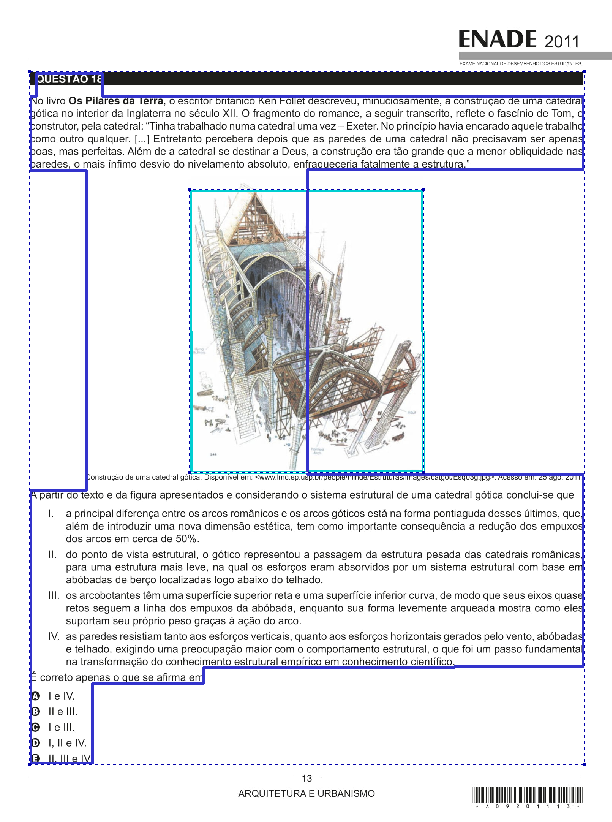 ENADE 2011
EXAME NACIONAL DE DESEMPENHO DOS ESTUDANTES
QUESTÃO 18
No livro Os Pilares da Terra, o escritor britânico Ken Follet descreveu, minuciosamente, a construção de uma catedral
gótica no interior da Inglaterra no século XII. O fragmento do romance, a seguir transcrito, reflete o fascínio de Tom, o
construtor, pela catedral: “Tinha trabalhado numa catedral uma vez – Exeter. No princípio havia encarado aquele trabalho
como outro qualquer. [...] Entretanto percebera depois que as paredes de uma catedral não precisavam ser apenas
boas, mas perfeitas. Além de a catedral se destinar a Deus, a construção era tão grande que a menor obliquidade nas
paredes, o mais ínfimo desvio do nivelamento absoluto, enfraqueceria fatalmente a estrutura.”
Construção de uma catedral gótica. Disponível em:
Acesso em: 25 ago. 2011.
A partir do texto e da figura apresentados e considerando o sistema estrutural de uma catedral gótica conclui-se que
I. a principal diferença entre os arcos românicos e os arcos góticos está na forma pontiaguda desses últimos, que,
além de introduzir uma nova dimensão estética, tem como importante consequência a redução dos empuxos
dos arcos em cerca de 50%.
II. do ponto de vista estrutural, o gótico representou a passagem da estrutura pesada das catedrais românicas,
para uma estrutura mais leve, na qual os esforços eram absorvidos por um sistema estrutural com base em
abóbadas de berço localizadas logo abaixo do telhado.
III. os arcobotantes têm uma superfície superior reta e uma superfície inferior curva, de modo que seus eixos quase
retos seguem a linha dos empuxos da abóbada, enquanto sua forma levemente arqueada mostra como eles
suportam seu próprio peso graças à ação do arco.
IV. as paredes resistiam tanto aos esforços verticais, quanto aos esforços horizontais gerados pelo vento, abóbadas
e telhado, exigindo uma preocupação maior com o comportamento estrutural, o que foi um passo fundamental
na transformação do conhecimento estrutural empírico em conhecimento científico.
É correto apenas o que se afirma em
A I e IV.
B II e III.
C I e III.
D I, II e IV.
E II, III e IV.
13
ARQUITETURA E URBANISMO
*A092011113*